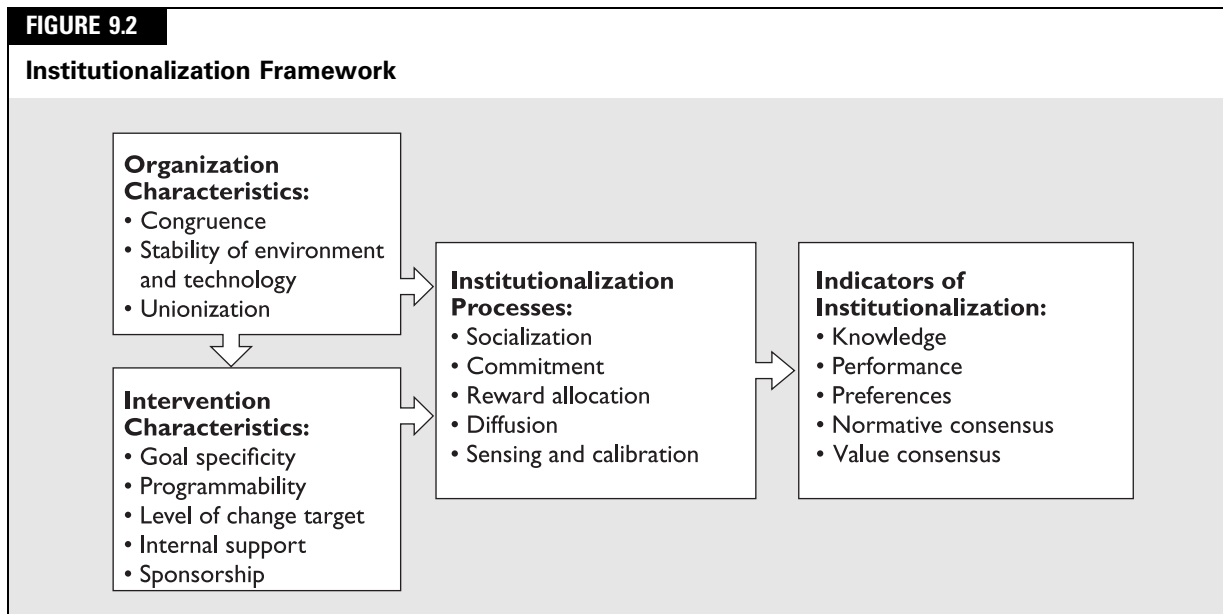 FIGURE 9.2
Institutionalization Framework
Organization
Characteristics:
• Congruence
• Stability of environment
and technology
• Unionization
Intervention
Characteristics:
• Goal specificity
• Programmability
• Level of change target
• Internal support
• Sponsorship
Institutionalization
Processes:
• Socialization
• Commitment
• Reward allocation
• Diffusion
• Sensing and calibration
Indicators of
Institutionalization:
• Knowledge
• Performance
• Preferences
• Normative consensus
• Value consensus